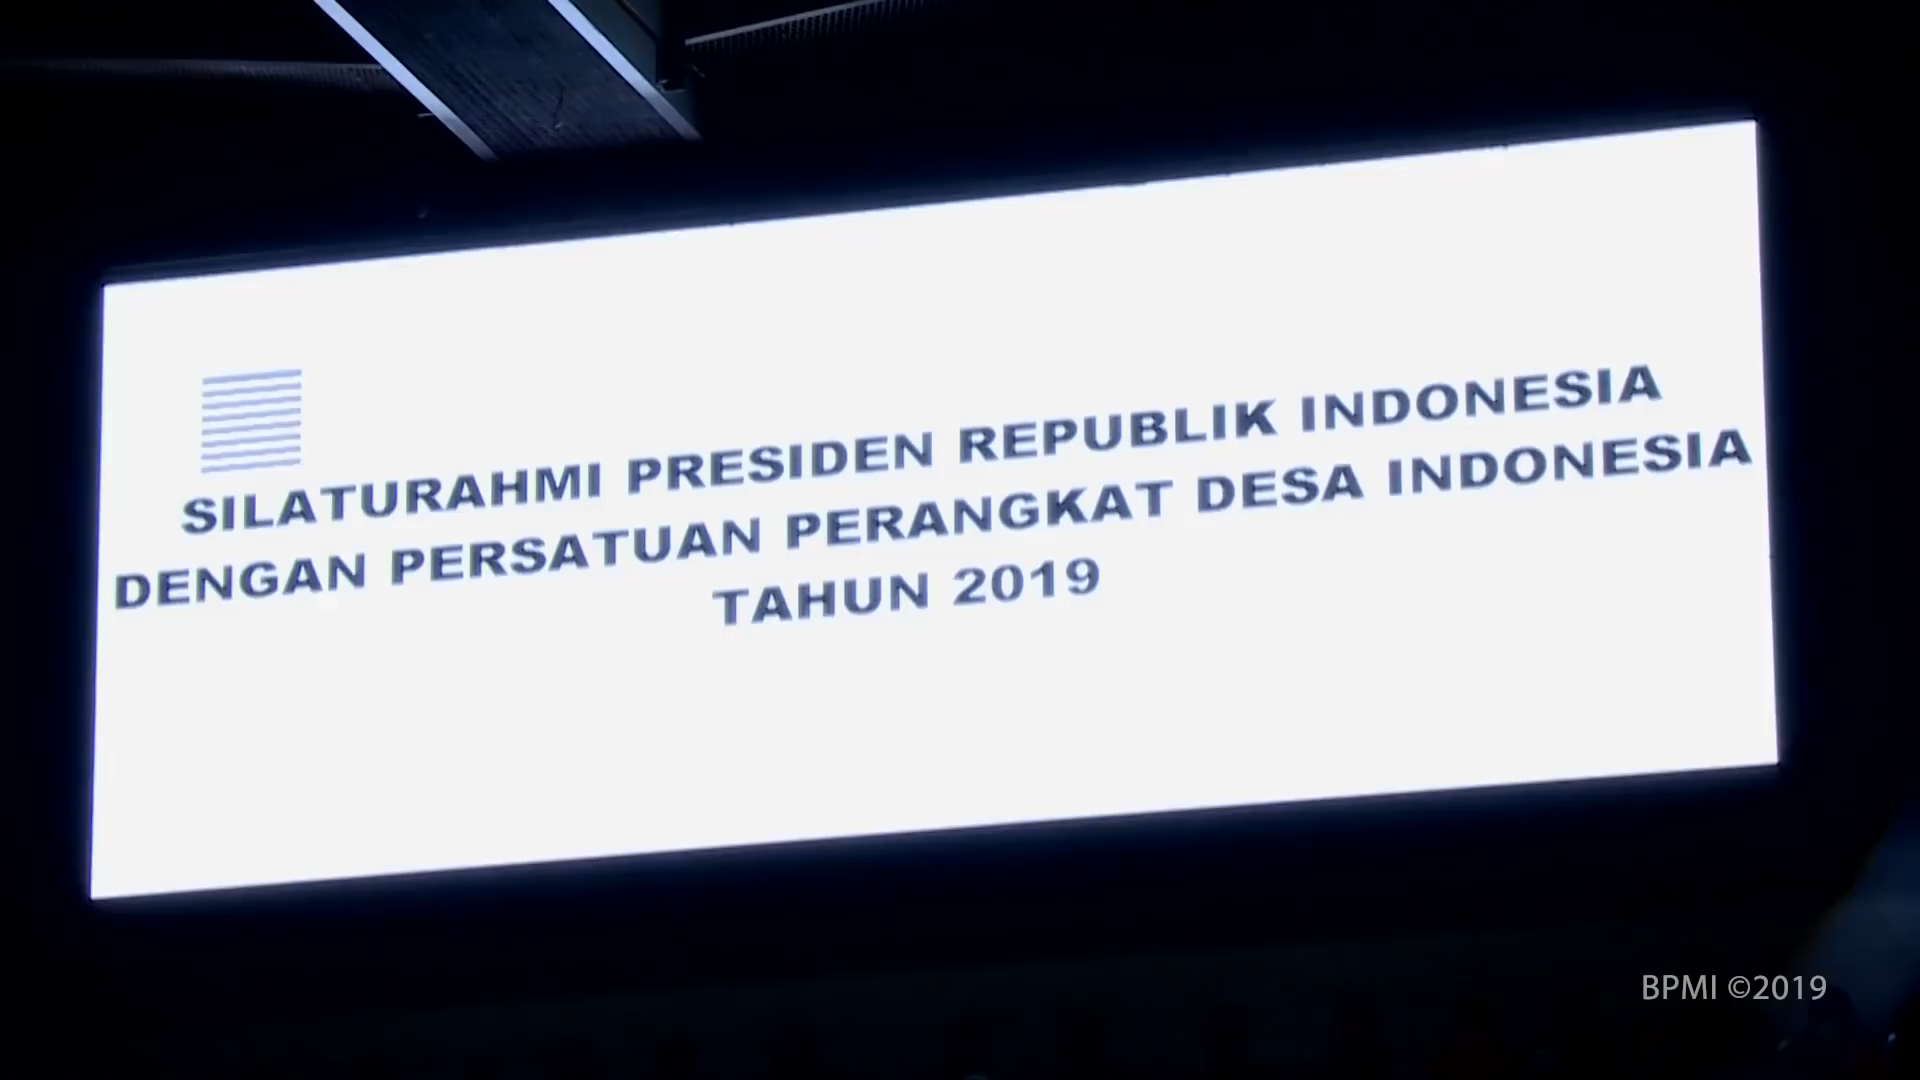 SILATURAHMI PRESIDEN REPUBLIK INDONESIA
DENGAN PERSATUAN PERANGKAT DESA INDONESIA
TAHUN 2019
BPMI ©2019